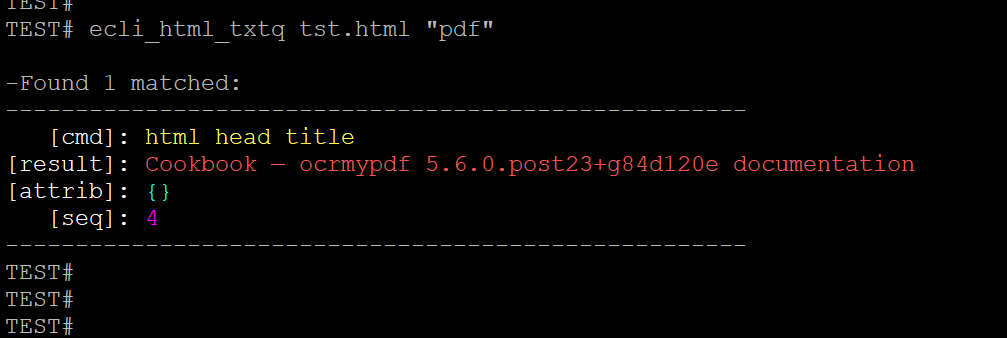 TEST#
TEST# ecli_html_txtq tst.html "pdf"
-Found 1 matched:
-----------------------------------------------------
[cmd]: html head title
[result]: Cookbook — ocrmypdf 5.6.0.post23+g84d120e documentation
[attrib]: {}
[seq]: 4
-----------------------------------------------------
TEST#
TEST#
TEST#